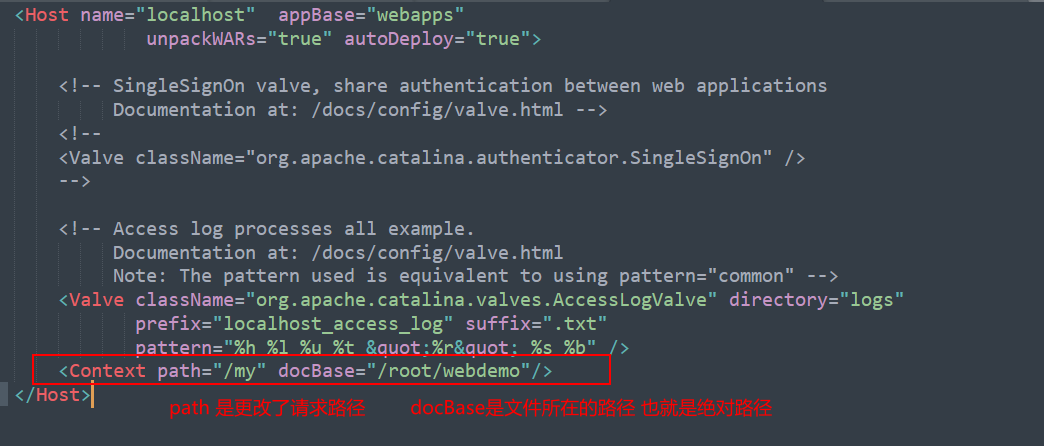 <Host name="localhost"  appBase="webapps"
unpackWARs="true" autoDeploy="true">
<!-- SingleSignOn valve, share authentication between web applications
Documentation at: /docs/config/valve.html -->
<!--
<Valve className="org.apache.catalina.authenticator.SingleSignOn" />
-->
<!-- Access log processes all example.
Documentation at: /docs/config/valve.html
Note: The pattern used is equivalent to using pattern="common" -->
<Valve className="org.apache.catalina.valves.AccessLogValve" directory="logs"
prefix="localhost_access_log" suffix=".txt"
pattern="%h %l %u %t &quot;%r&quot; %s %b" />
<Context path="/my" docBase="/root/webdemo"/>
</Host>
path 是更改了请求路径 docBase是文件所在的路径 也就是绝对路径